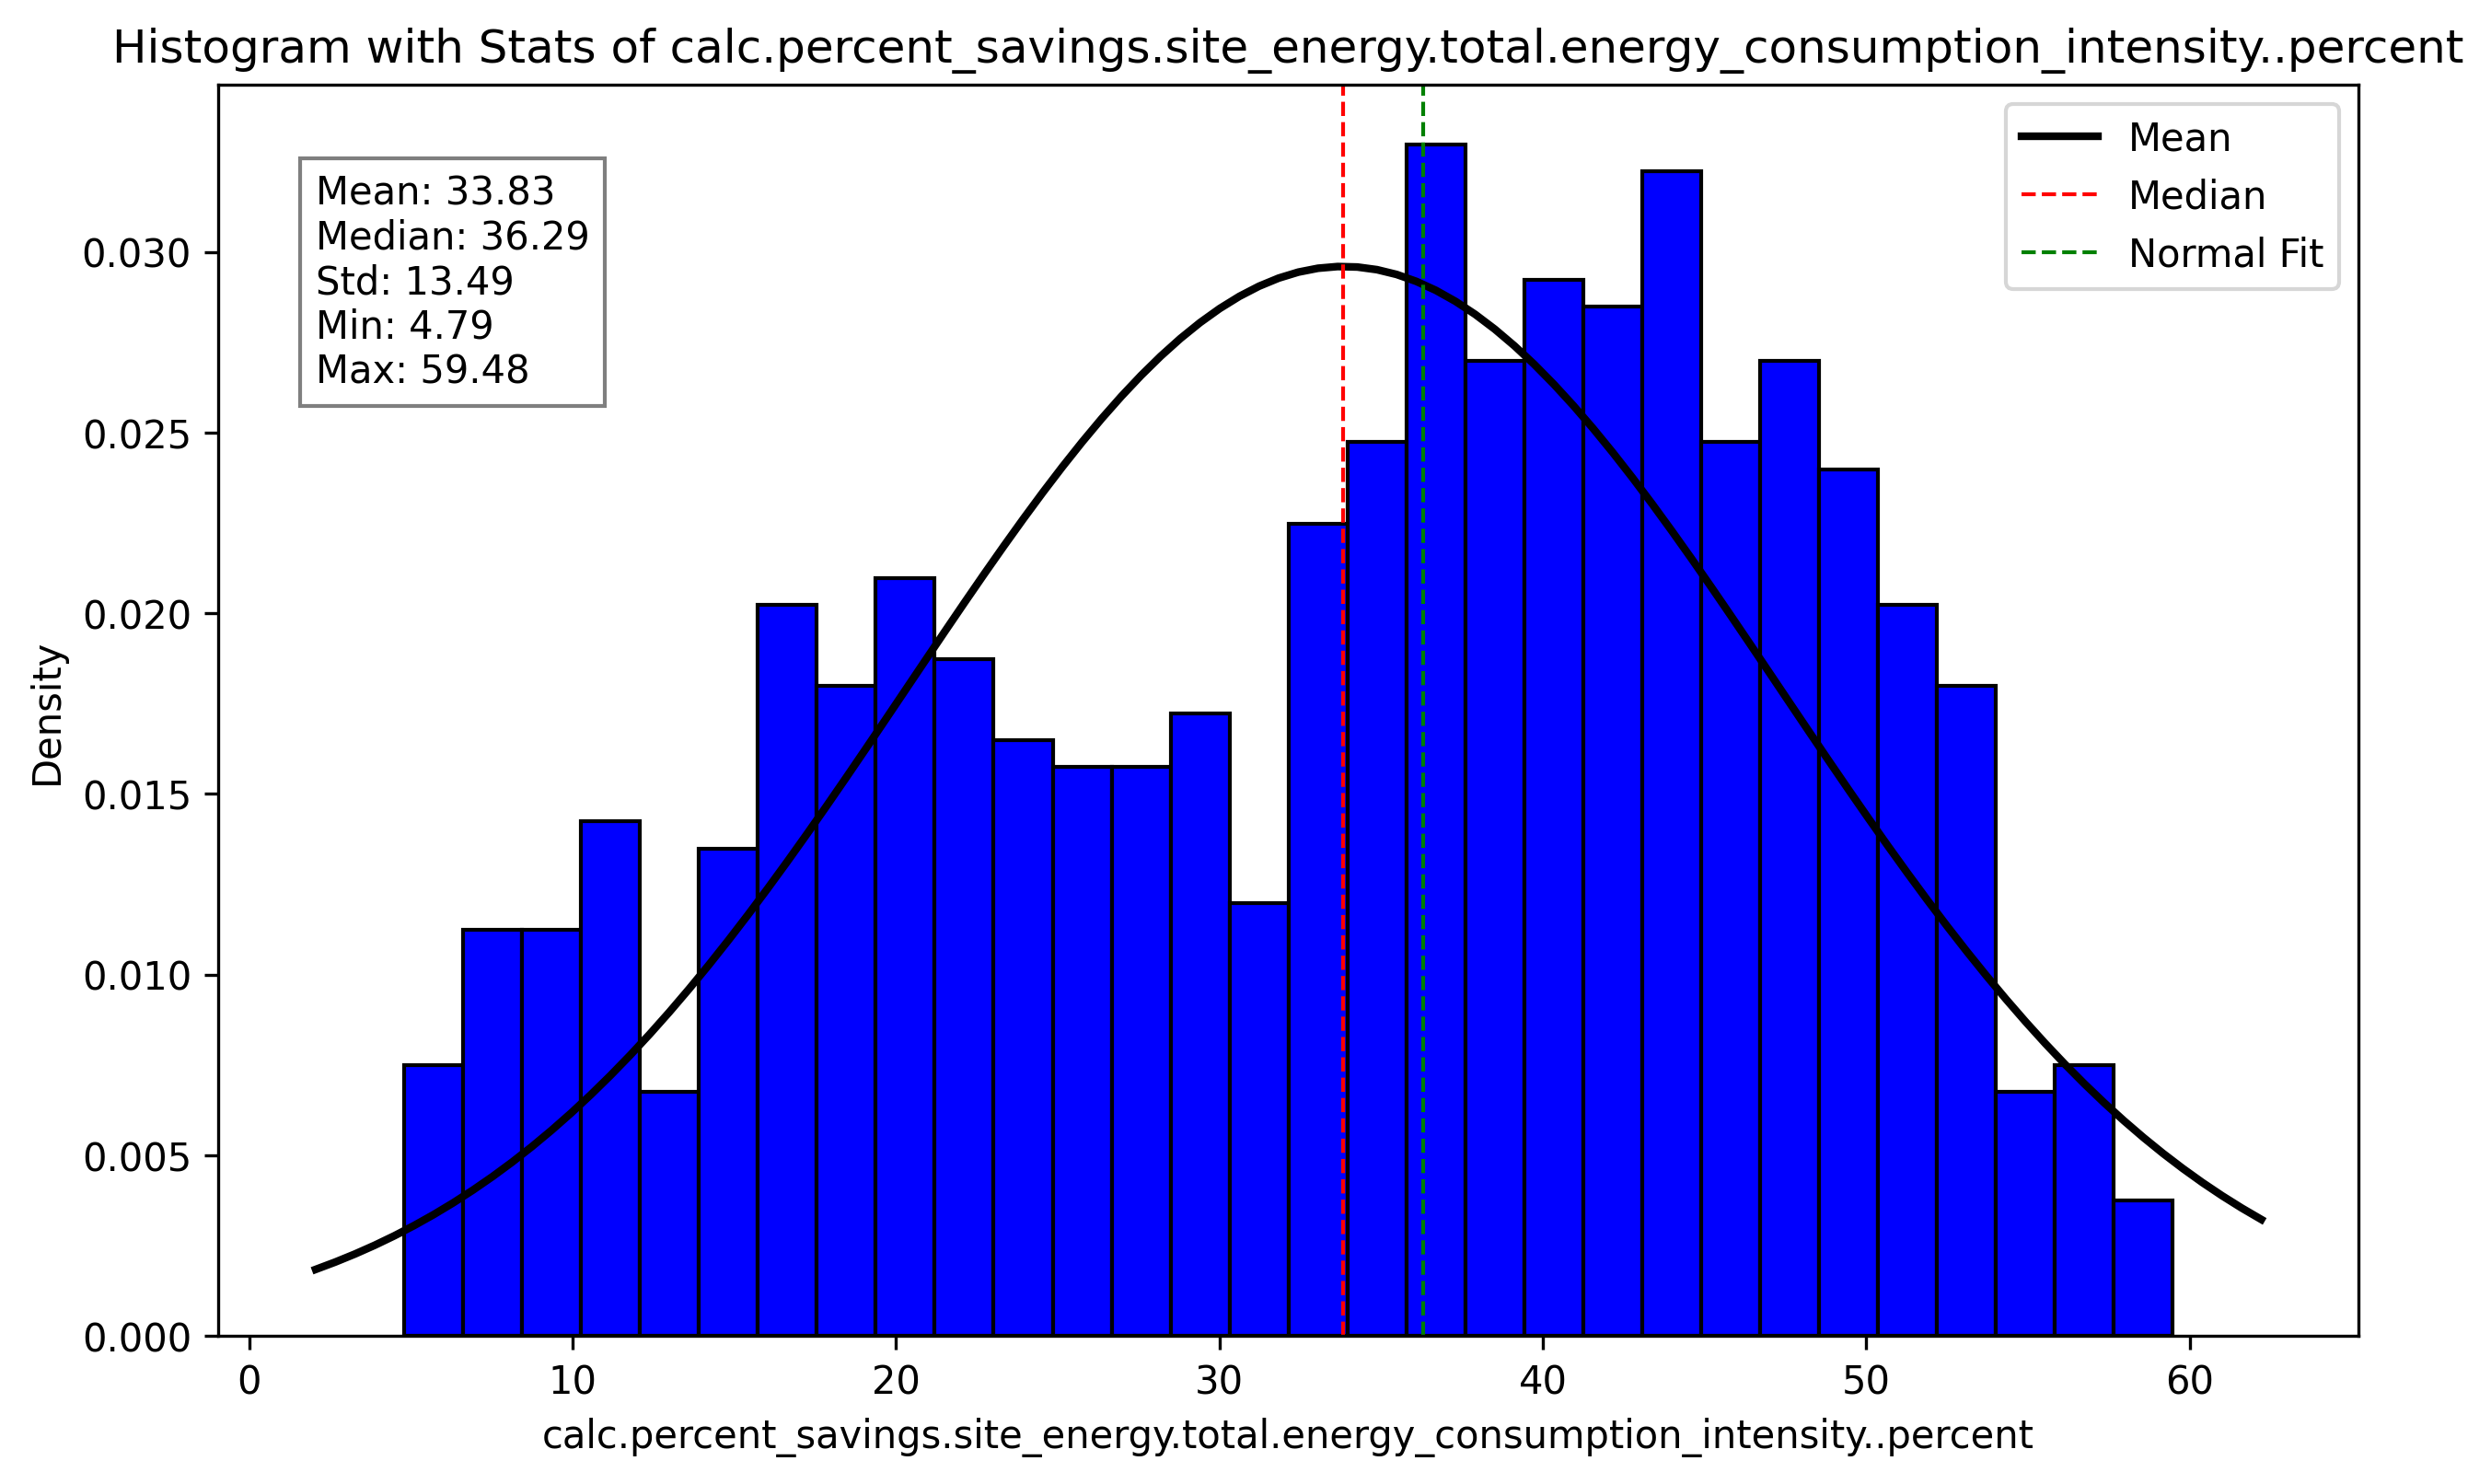 Histogram with Stats of calc.percent_savings.site_energy.total.energy_consumption_intensity..percent
Mean: 33.83
Median: 36.29
Std: 13.49
Min: 4.79
Max: 59.48
Mean
Median
Normal Fit
0.030
0.025
0.020
0.015
0.010
0.005
0.000
Density
0
10
20
30
40
50
60
calc.percent_savings.site_energy.total.energy_consumption_intensity..percent